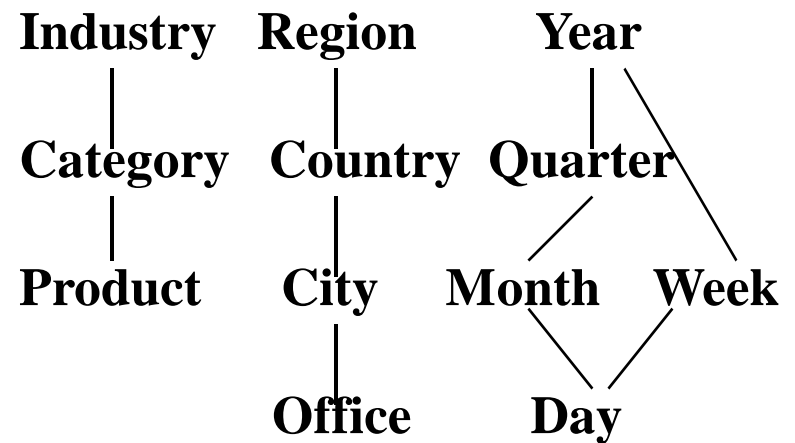 Industry Region Year
Category Country Quarter
Product City Month Week
Office Day